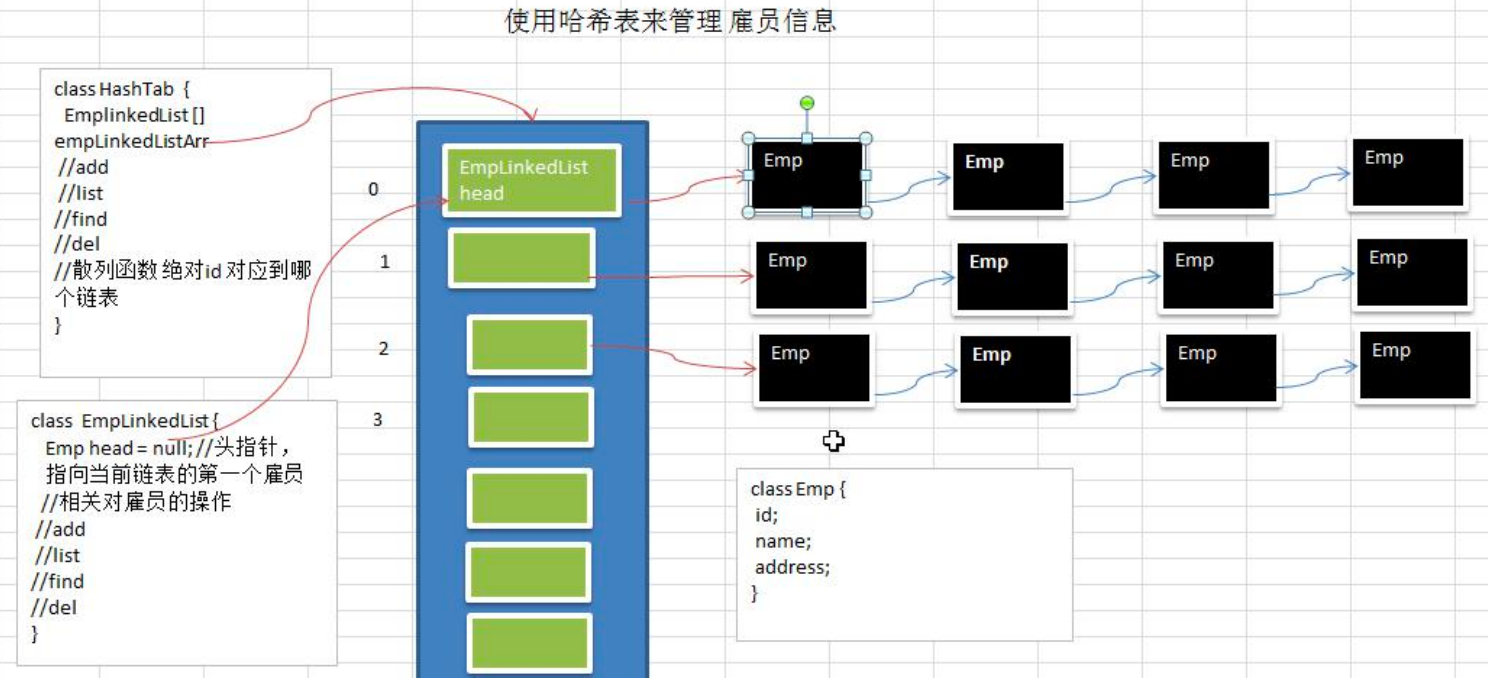 使用哈希表来管理 雇员信息
class HashTab {
EmplinkedList []
empLinkedListArr
//add
//list
//find
//del
//散列函数 绝对id 对应到哪
个链表
}
class EmpLinkedList {
Emp head = null; //头指针，
指向当前链表的第一个雇员
//相关对雇员的操作
//add
//list
//find
//del
}
0
1
2
3
EmpLinkedList
head
Emp
Emp
Emp
Emp
Emp
Emp
Emp
Emp
Emp
Emp
Emp
Emp
class Emp {
id;
name;
address;
}